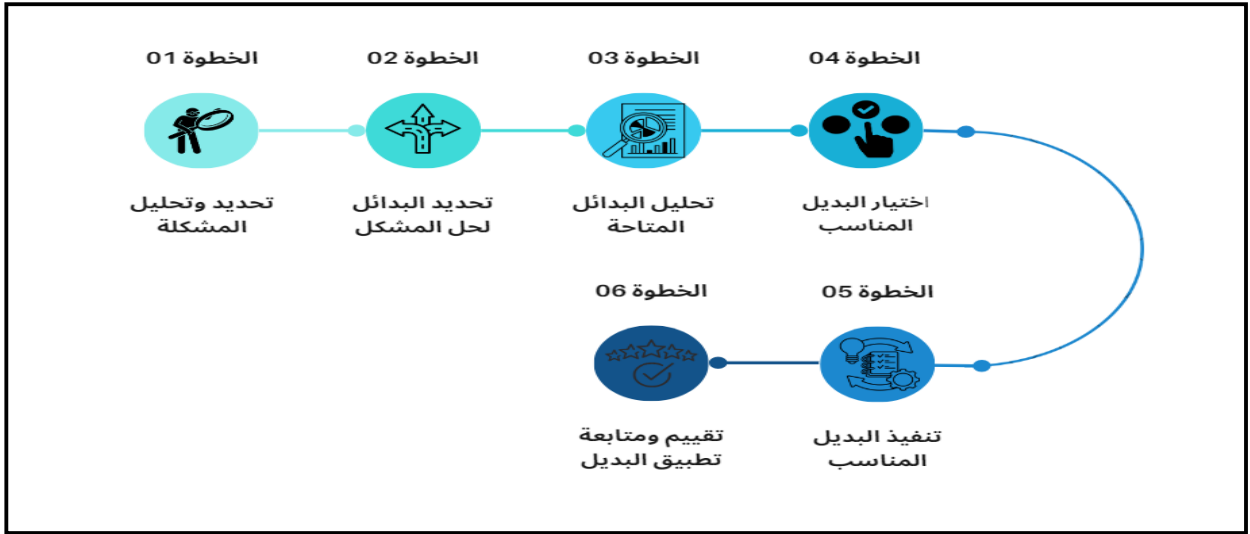 الخطوة 01
تحديد وتحليل
المشكلة
الخطوة 02
تحديد البدائل
لحل المشكل
الخطوة 03
تحليل البدائل
المتاحة
الخطوة 04
اختيار البديل
المناسب
الخطوة 05
تنفيذ البديل
المناسب
الخطوة 06
تقييم ومتابعة
تطبيق البديل